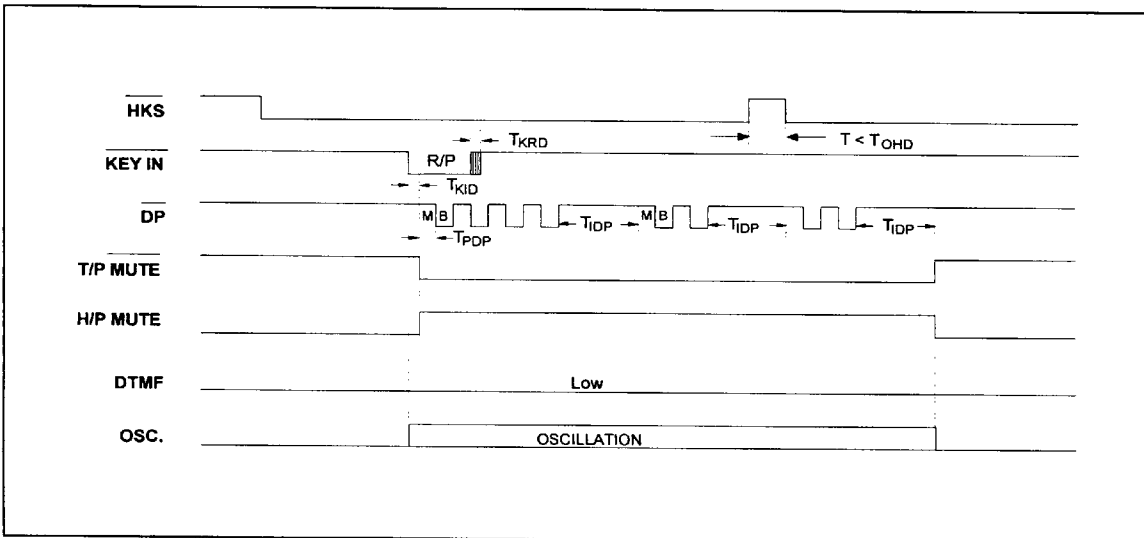 HKS
T < TOHD
TKRD
KEY IN
R/P
TKID
DP
M B
TIDP
M B
TIDP
TIDP
TPDP
T/P MUTE
H/P MUTE
DTMF
Low
OSC.
OSCILLATION